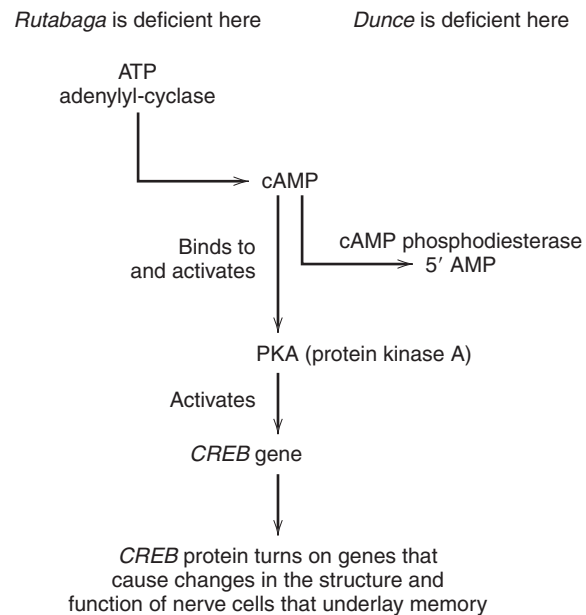 Rutabaga is deficient here
Dunce is deficient here
ATP
adenylyl-cyclase
cAMP
Binds to
and activates
cAMP phosphodiesterase
5′ AMP
PKA (protein kinase A)
Activates
CREB gene
CREB protein turns on genes that
cause changes in the structure and
function of nerve cells that underlay memory